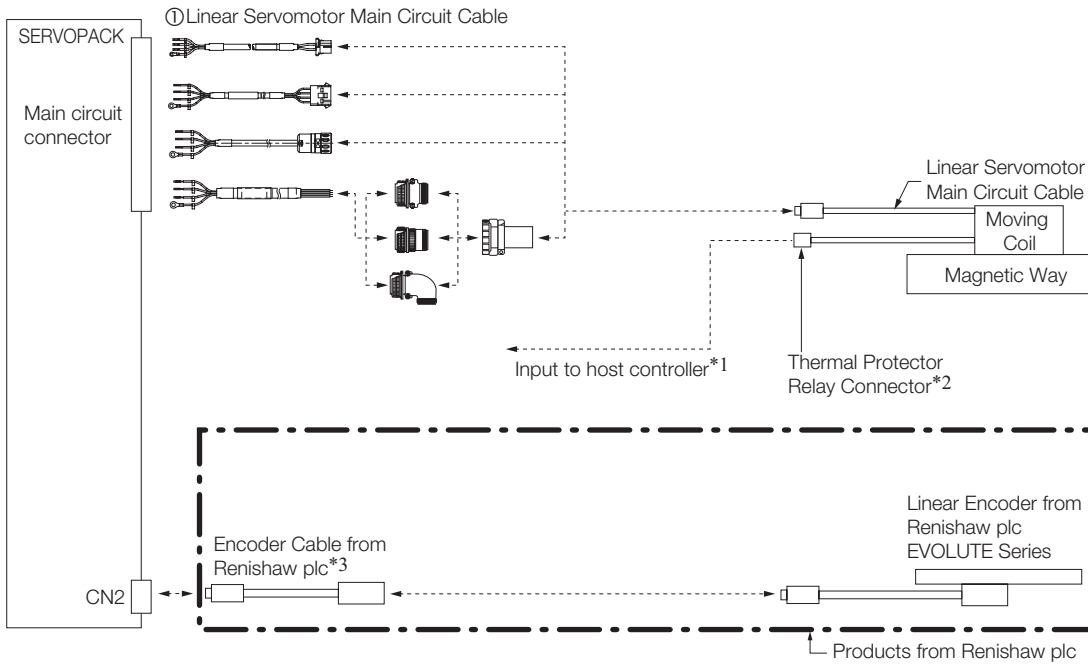 ①Linear Servomotor Main Circuit Cable
SERVOPACK
Main circuit
connector
Linear Servomotor
Main Circuit Cable
Moving
Coil
Magnetic Way
Input to host controller*1
Thermal Protector
Relay Connector*2
Linear Encoder from
Renishaw plc
EVOLUTE Series
Encoder Cable from
Renishaw plc*3
CN2
Products from Renishaw plc